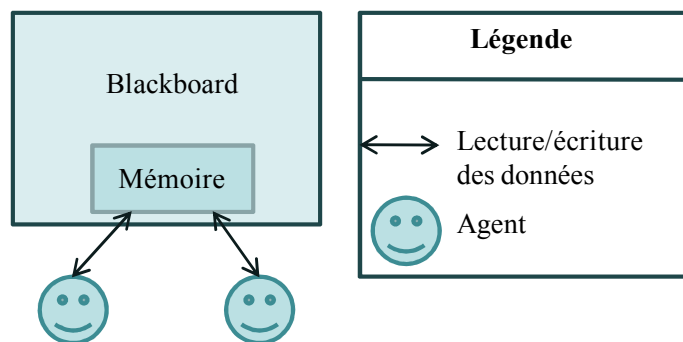 Blackboard
Mémoire
Légende
Lecture/écriture
des données
Agent